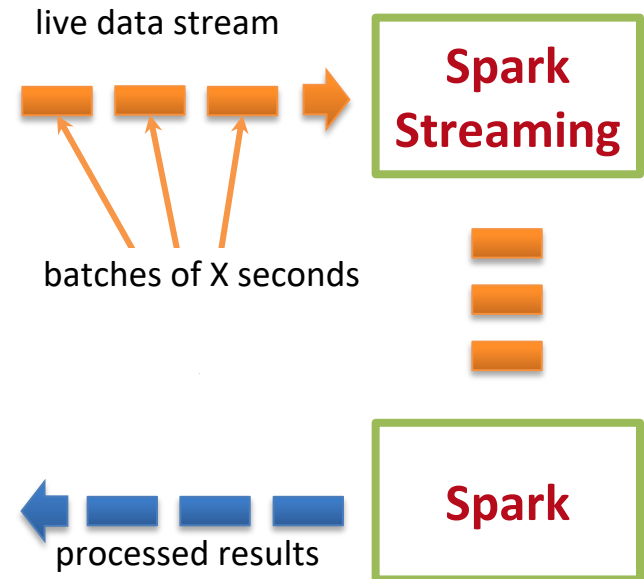 live data stream
Spark
Streaming
batches of X seconds
Spark
processed results